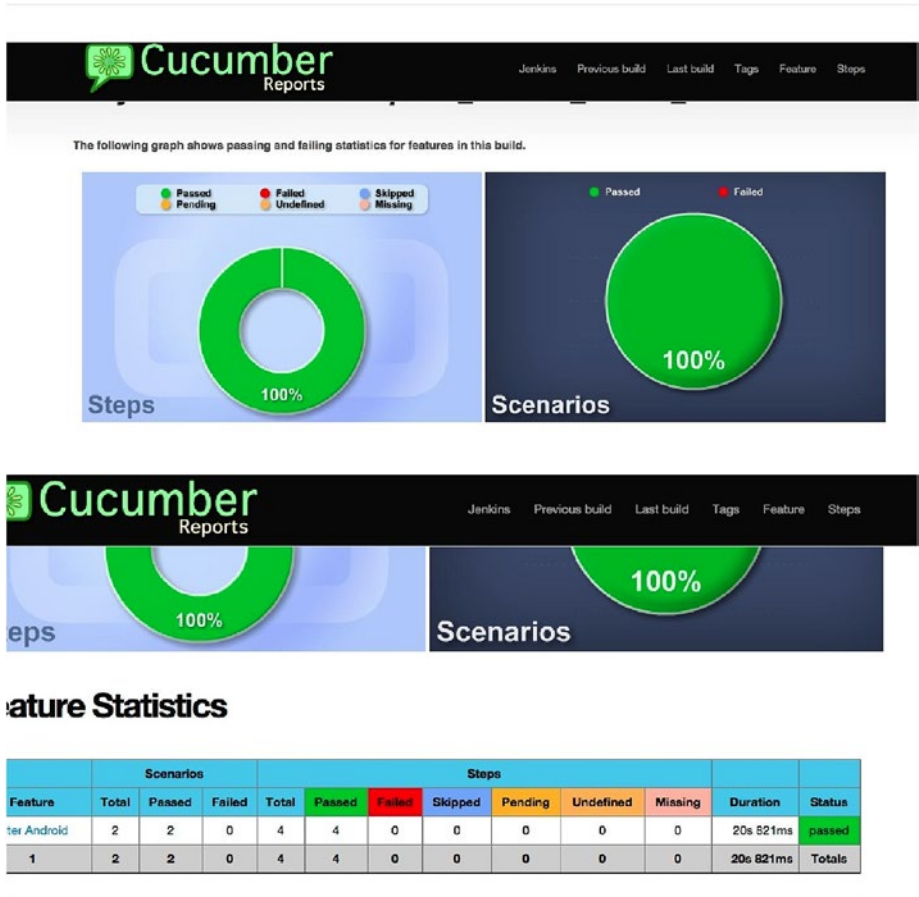 Cucumber
Reports
Jenkins Previous build Last build Tags Feature Steps
The following graph shows passing and failing statistics for features in this build.
Passed Failed Skipped
Pending Undefined Missing
100%
Steps
Passed Failed
100%
Scenarios
Cucumber
Reports
Jenkins Previous build Last build Tags Feature Steps
100%
eps
100%
Scenarios
eature Statistics
Scenarios Steps
Feature Total Passed Failed Total Passed Failed Skipped Pending Undefined Missing Duration Status
ter Android 2 2 0 4 4 0 0 0 0 0 20s 821ms passed
1 2 2 0 4 4 0 0 0 0 0 20s 821ms Totals